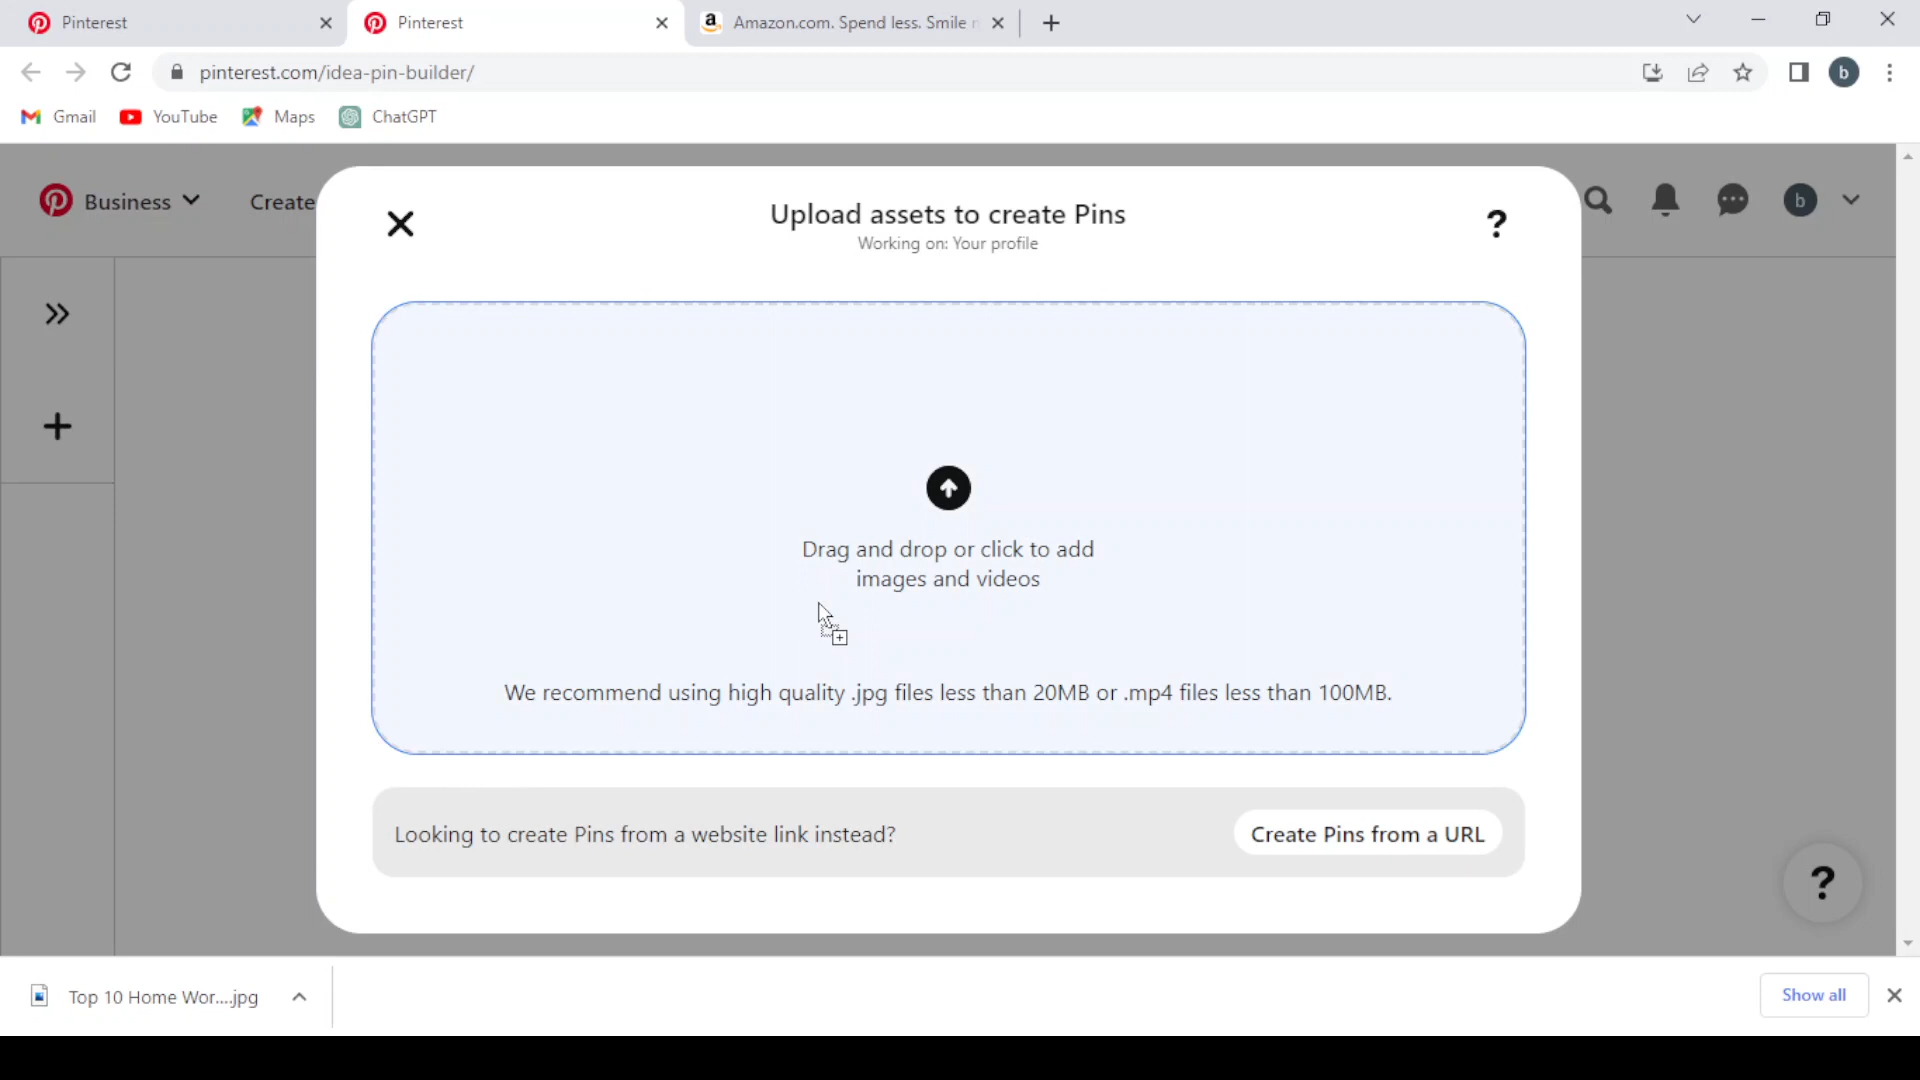 Pinterest
Pinterest
Amazon.com. Spend less. Smile
pinterest.com/idea-pin-builder/
b
Gmail
YouTube
Maps
ChatGPT
Business
Create
b
Upload assets to create Pins
Working on: Your profile
?
Drag and drop or click to add
images and videos
We recommend using high quality .jpg files less than 20MB or .mp4 files less than 100MB.
Looking to create Pins from a website link instead?
Create Pins from a URL
?
Top 10 Home Wor....jpg
Show all